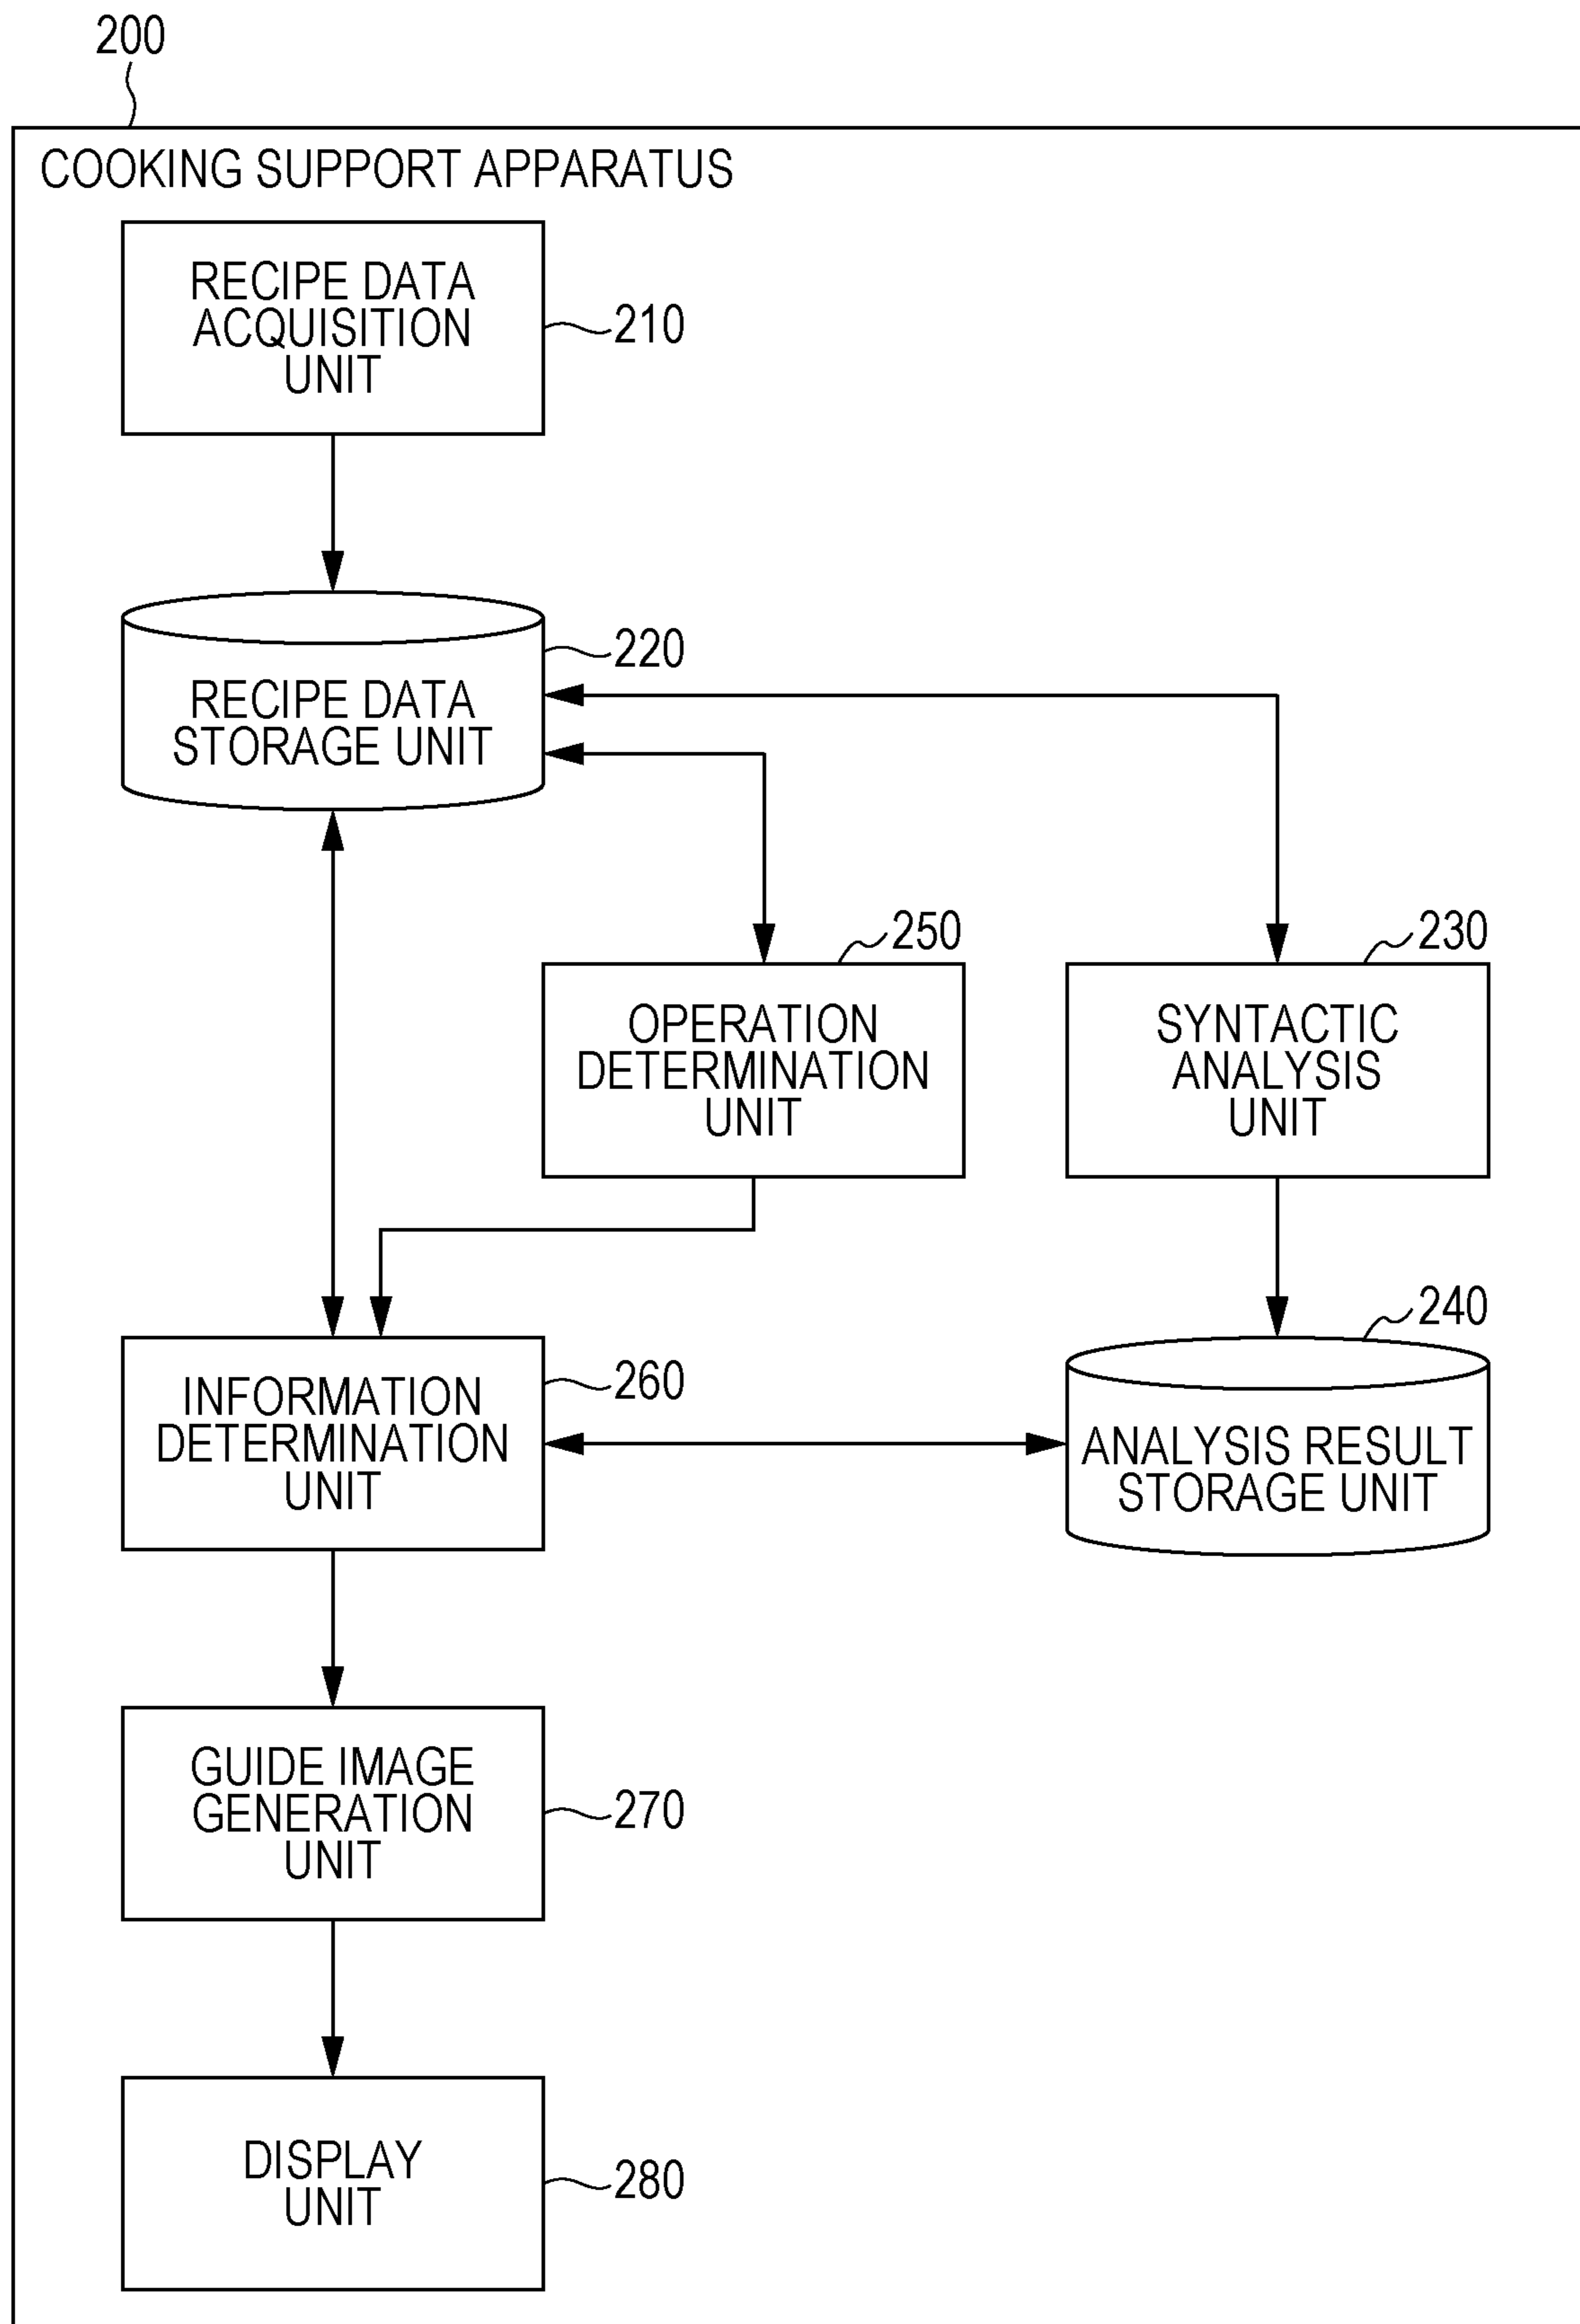 200
COOKING SUPPORT APPARATUS
RECIPE DATA
ACQUISITION
UNIT
210
220
RECIPE DATA
STORAGE UNIT
250
230
OPERATION
DETERMINATION
UNIT
SYNTACTIC
ANALYSIS
UNIT
240
INFORMATION
DETERMINATION
UNIT
260
ANALYSIS RESULT
STORAGE UNIT
GUIDE IMAGE
GENERATION
UNIT
270
DISPLAY
UNIT
280